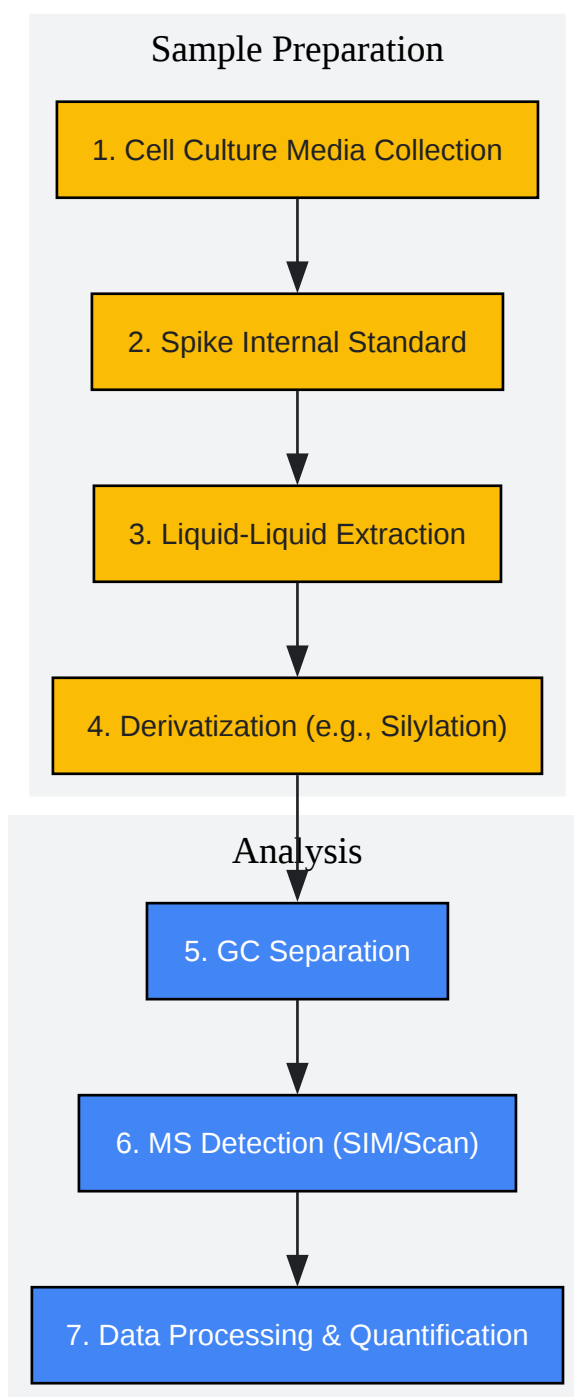 Sample Preparation
1. Cell Culture Media Collection
2. Spike Internal Standard
3. Liquid-Liquid Extraction
4. Derivatization (e.g., Silylation)
Analysis
5. GC Separation
6. MS Detection (SIM/Scan)
7. Data Processing & Quantification